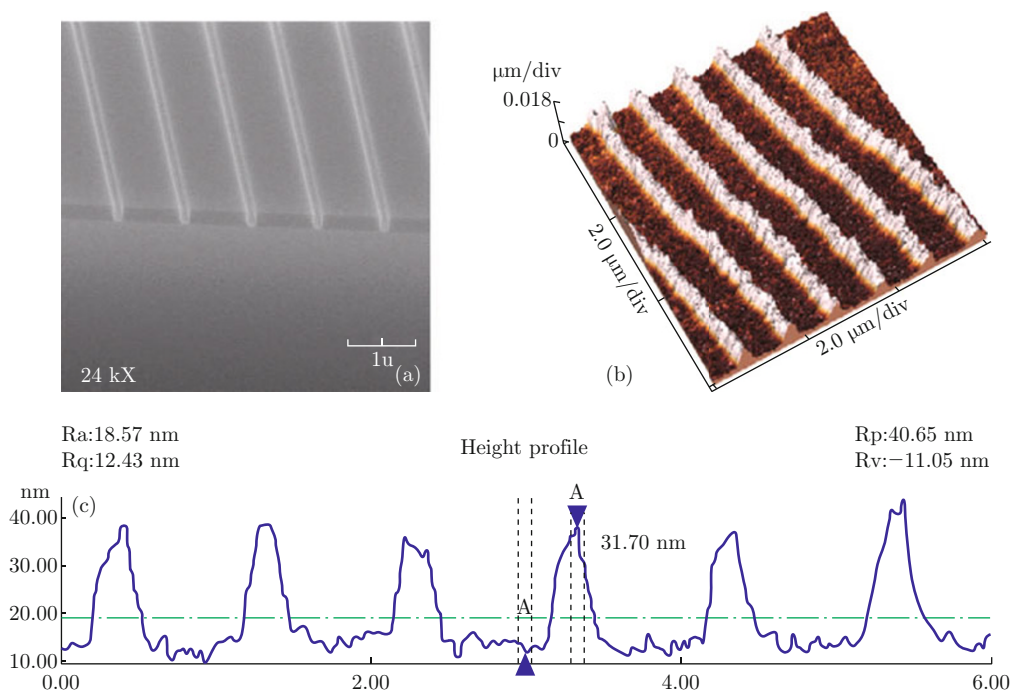 1u
(a)
24 kX
μm/div
0.018
0
2.0 μm/div
2.0 μm/div
(b)
Ra:18.57 nm
Rq:12.43 nm
Height profile
Rp:40.65 nm
Rv:−11.05 nm
nm
(c)
40.00
30.00
20.00
10.00
A
31.70 nm
A
0.00
2.00
4.00
6.00